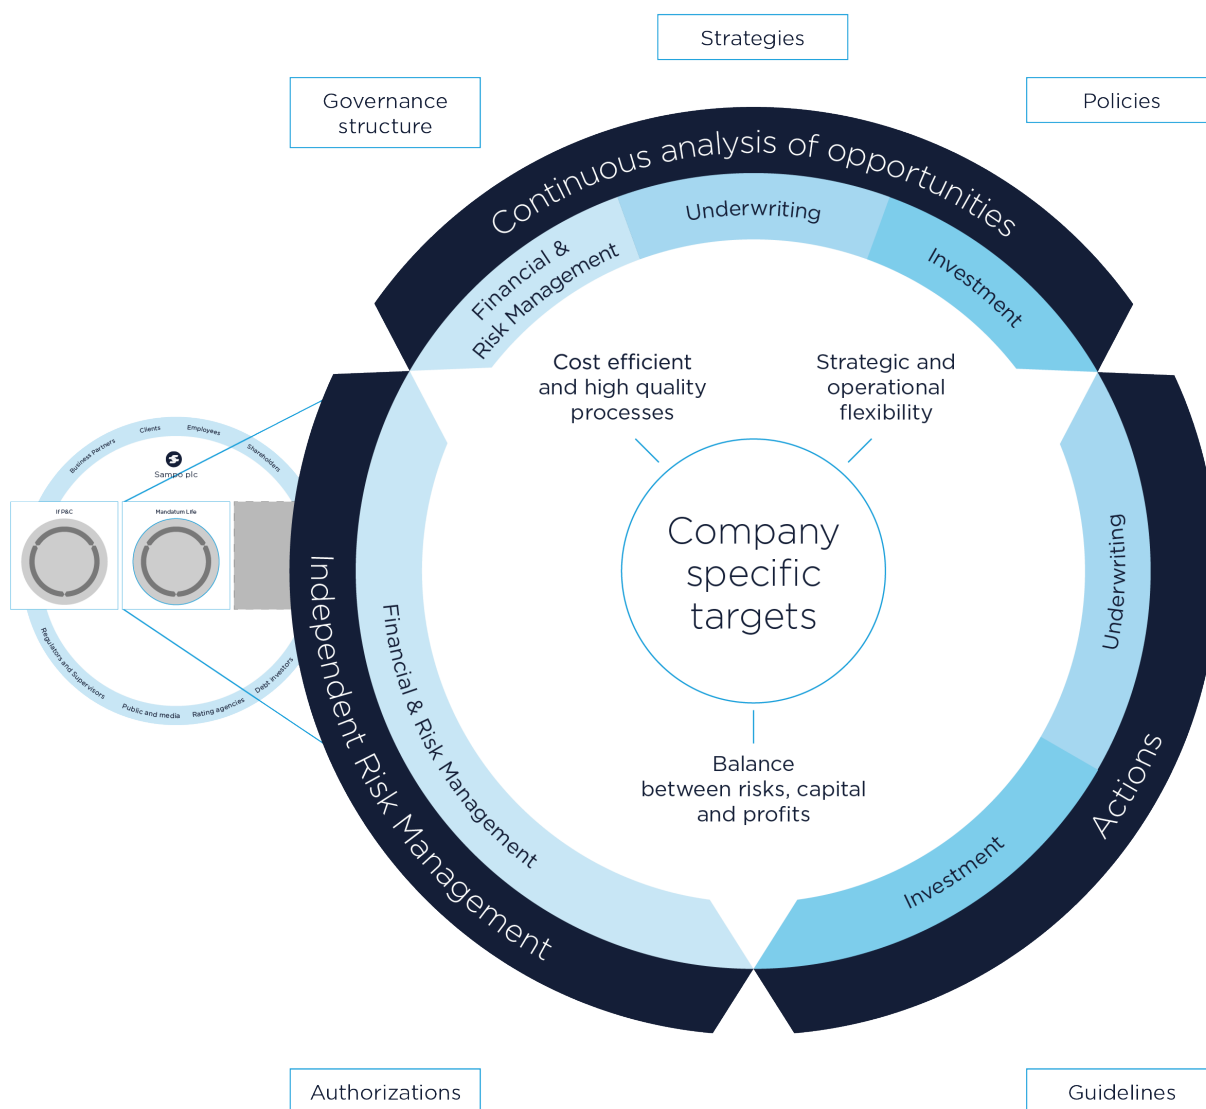 Strategies
Governance
structure
Policies
Continuous analysis of opportunities
Financial &
Risk Management
Underwriting
Investment
Cost efficient
and high quality
processes
Strategic and
operational
flexibility
Company
specific
targets
Balance
between risks, capital
and profits
Independent Risk Management
Financial & Risk Management
Underwriting
Investment
Actions
Business Partners
Clients
Employees
Shareholders
Sampo plc
If P&C
Mandatum Life
Regulators and Supervisors
Public and media
Rating agencies
Debt investors
Authorizations
Guidelines